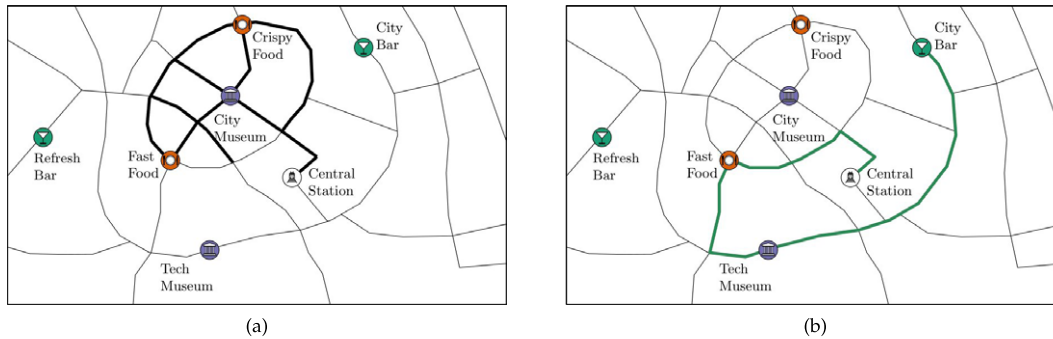 Crispy
Food
City
Bar
City
Museum
Refresh
Bar
Fast
Food
Central
Station
Tech
Museum
(a)
Crispy
Food
City
Bar
City
Museum
Refresh
Bar
Fast
Food
Central
Station
Tech
Museum
(b)